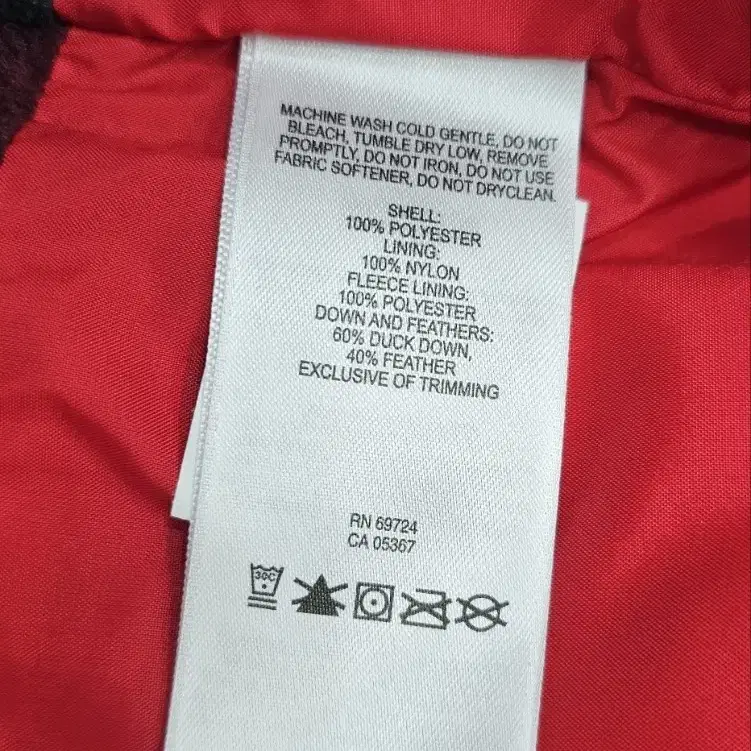 MACHINE WASH COLD GENTLE, DO NOT
BLEACH, TUMBLE DRY LOW, REMOVE
PROMPTLY, DO NOT IRON, DO NOT USE
FABRIC SOFTENER, DO NOT DRYCLEAN.
SHELL:
100% POLYESTER
LINING:
100% NYLON
FLEECE LINING:
100% POLYESTER
DOWN AND FEATHERS:
60% DUCK DOWN,
40% FEATHER
EXCLUSIVE OF TRIMMING
RN 69724
CA 05367
30C